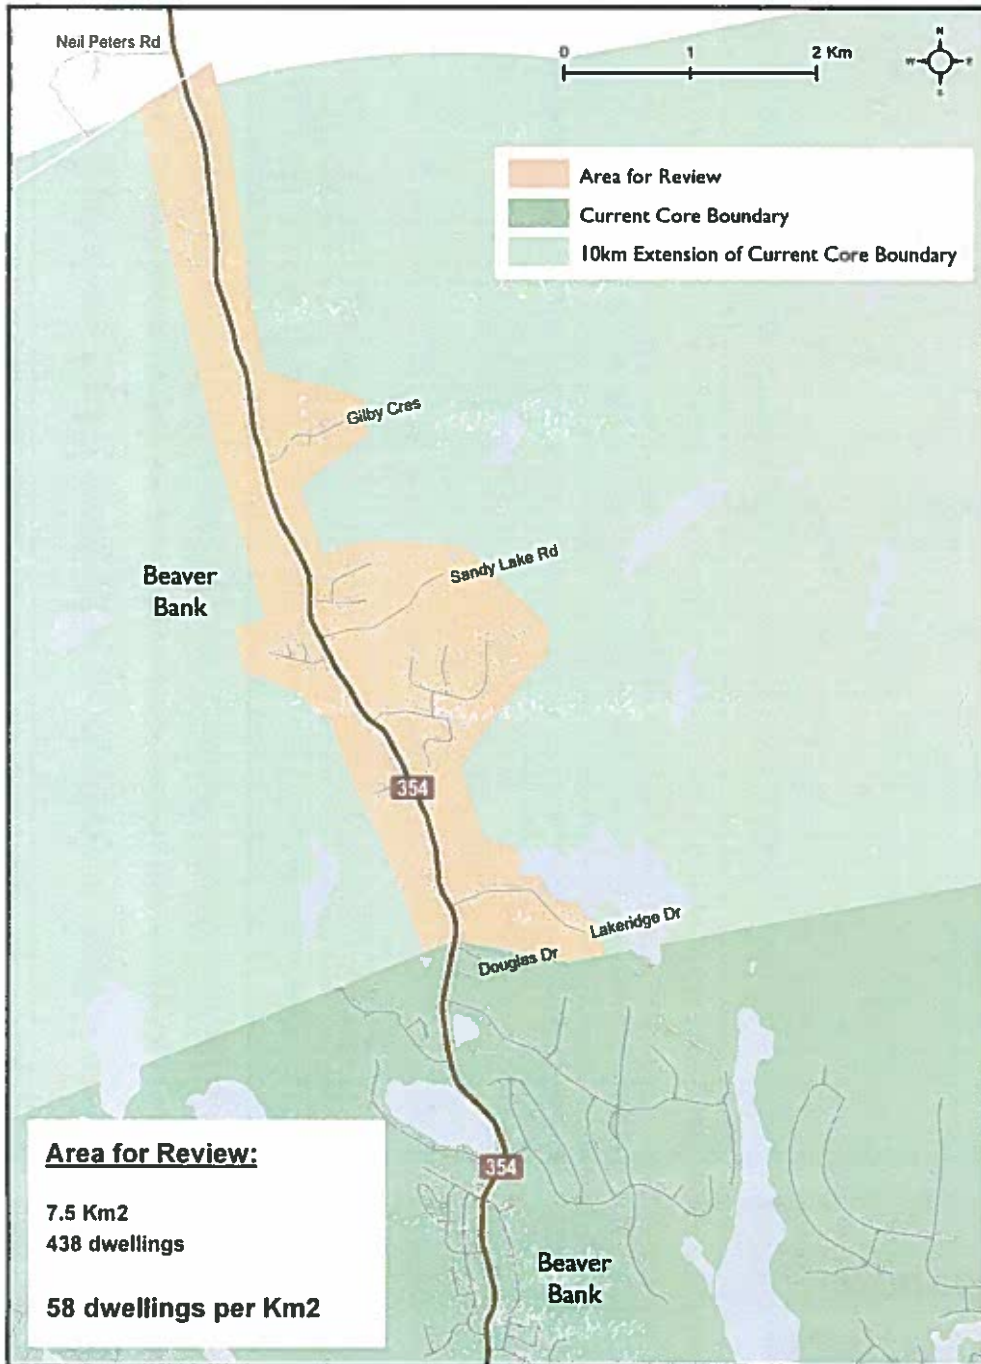 Neil Peters Rd
0 1 2 Km
N
W E
S
Area for Review
Current Core Boundary
10km Extension of Current Core Boundary
Gilby Cres
Sandy Lake Rd
Beaver
Bank
354
Lakeridge Dr
Douglas Dr
354
Beaver
Bank
Area for Review:
7.5 Km2
438 dwellings
58 dwellings per Km2